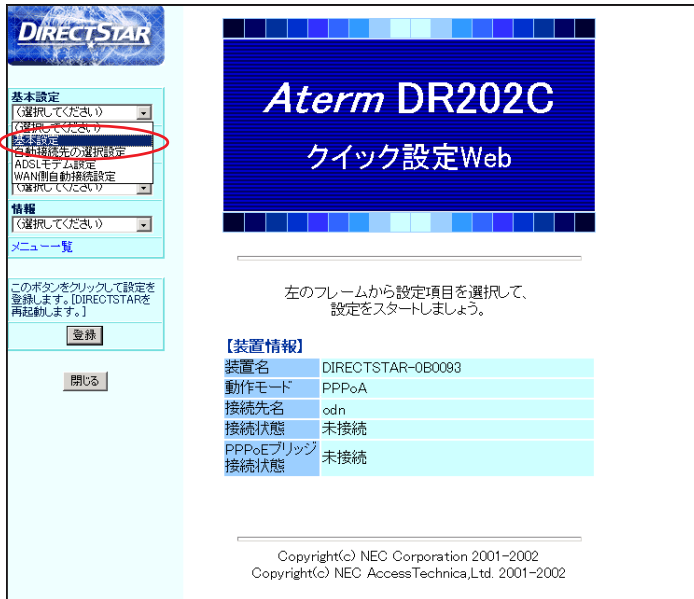 DIRECTSTAR
基本設定
(選択してください)
(選択してください)
基本設定
自動接続先の選択設定
ADSLモデム設定
WAN側自動接続設定
(選択してください)
情報
(選択してください)
メニュー一覧
このボタンをクリックして設定を
登録します。[DIRECTSTARを
再起動します。]
登録
閉じる
Aterm DR202C
クイック設定Web
左のフレームから設定項目を選択して、
設定をスタートしましょう。
【装置情報】
装置名 DIRECTSTAR-0B0093
動作モード PPPoA
接続先名 odn
接続状態 未接続
PPPoEブリッジ
接続状態 未接続
Copyright(c) NEC Corporation 2001-2002
Copyright(c) NEC AccessTechnica,Ltd. 2001-2002